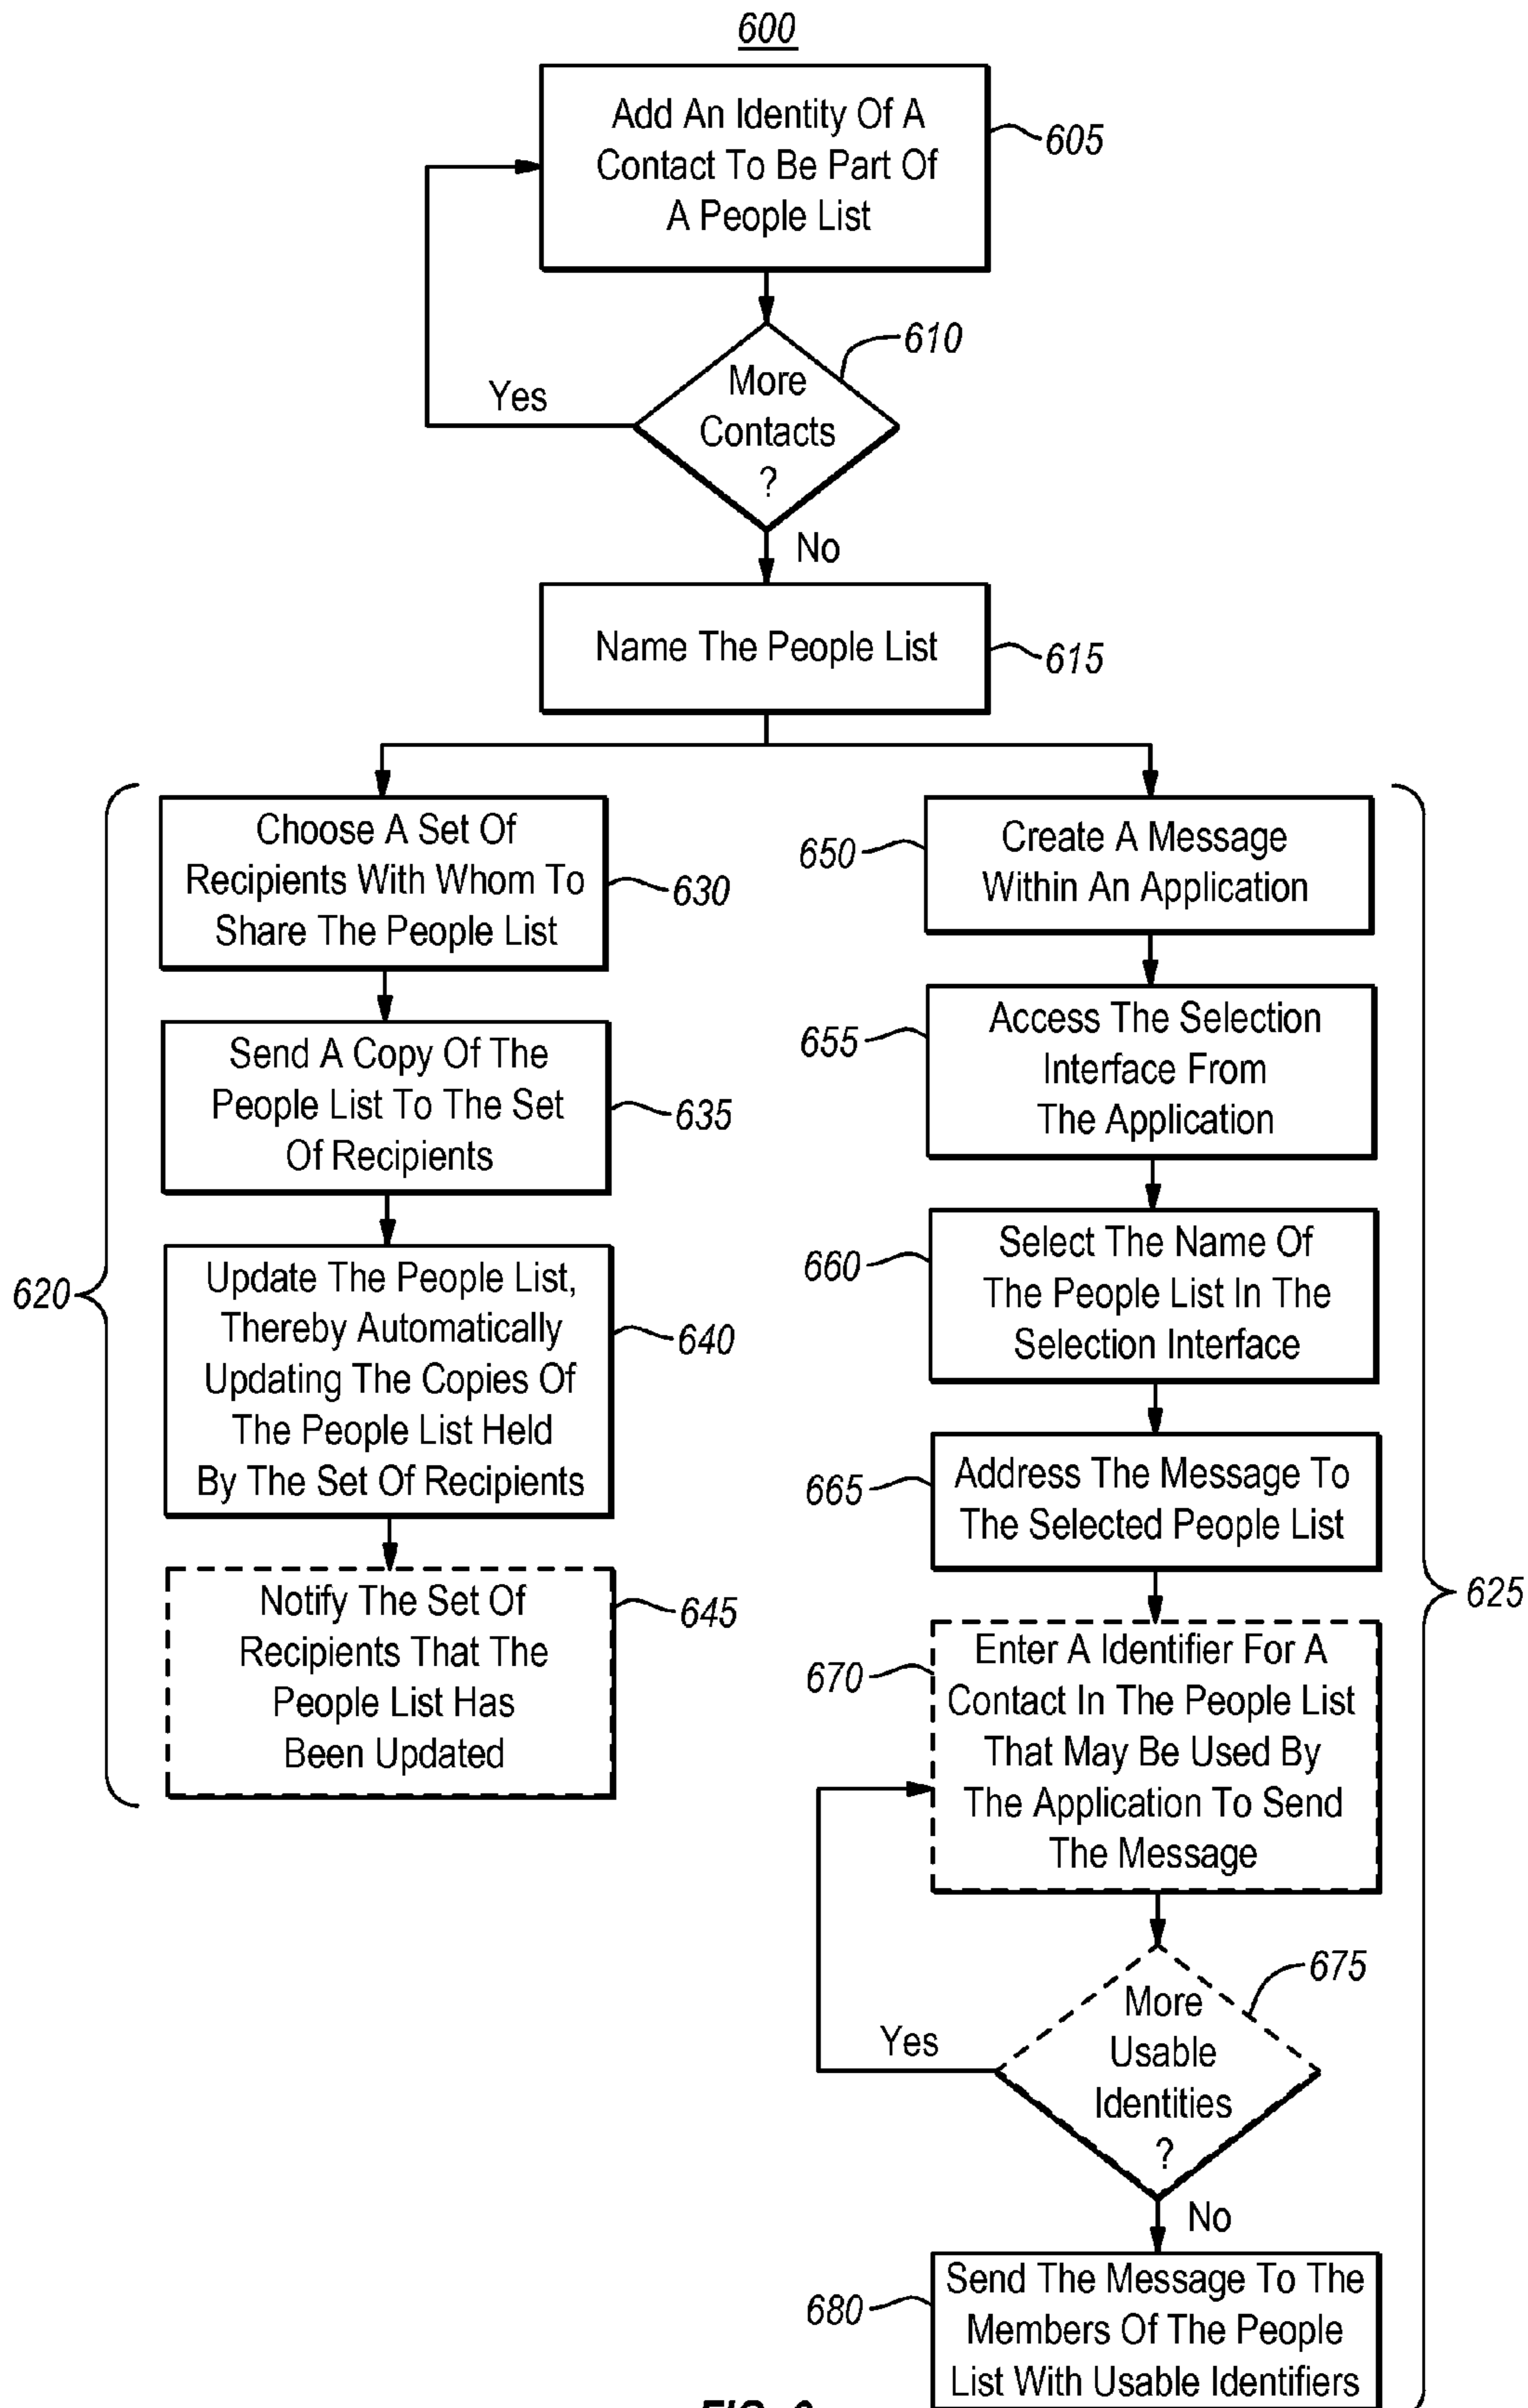 600
Add An Identity Of A
Contact To Be Part Of
A People List
605
610
More
Contacts
?
Yes
No
Name The People List
615
620
Choose A Set Of
Recipients With Whom To
Share The People List
630
Send A Copy Of The
People List To The Set
Of Recipients
635
Update The People List,
Thereby Automatically
Updating The Copies Of
The People List Held
By The Set Of Recipients
640
Notify The Set Of
Recipients That The
People List Has
Been Updated
645
625
650
Create A Message
Within An Application
655
Access The Selection
Interface From
The Application
660
Select The Name Of
The People List In The
Selection Interface
665
Address The Message To
The Selected People List
670
Enter A Identifier For A
Contact In The People List
That May Be Used By
The Application To Send
The Message
675
More
Usable
Identities
?
Yes
No
680
Send The Message To The
Members Of The People
List With Usable Identifiers